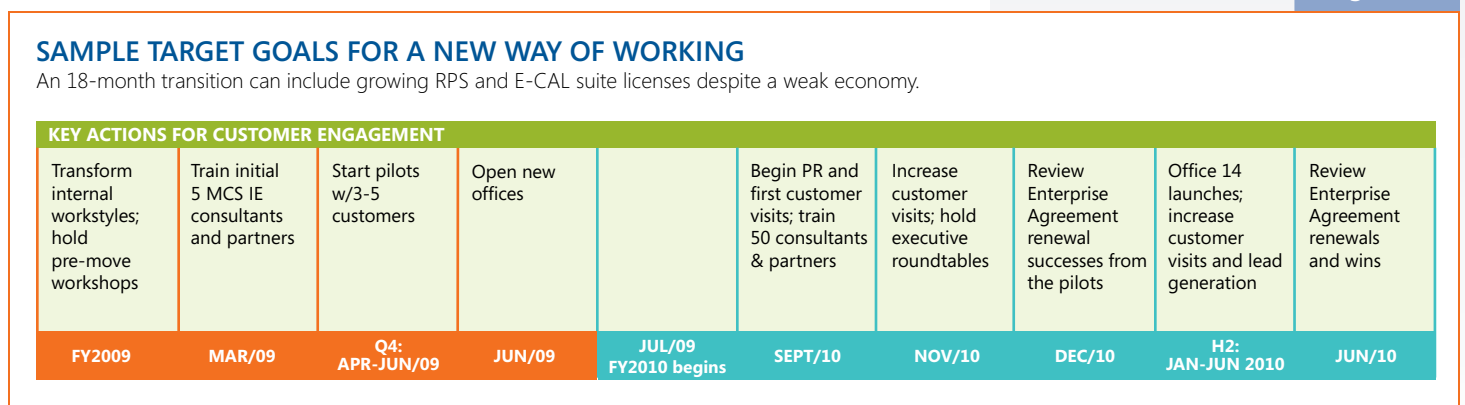 SAMPLE TARGET GOALS FOR A NEW WAY OF WORKING
An 18-month transition can include growing RPS and E-CAL suite licenses despite a weak economy.
KEY ACTIONS FOR CUSTOMER ENGAGEMENT
Transform
internal
workstyles;
hold
pre-move
workshops
FY2009
Train initial
5 MCS IE
consultants
and partners
MAR/09
Start pilots
w/3-5
customers
Q4:
APR-JUN/09
Open new
offices
JUN/09
JUL/09
FY2010 begins
Begin PR and
first customer
visits; train
50 consultants
& partners
SEPT/10
Increase
customer
visits; hold
executive
roundtables
NOV/10
Review
Enterprise
Agreement
renewal
successes from
the pilots
DEC/10
Office 14
launches;
increase
customer
visits and lead
generation
H2:
JAN-JUN 2010
Review
Enterprise
Agreement
renewals
and wins
JUN/10